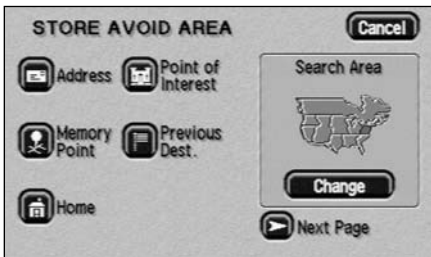 STORE AVOID AREA
Cancel
Address
Point of
Interest
Search Area
Memory
Point
Previous
Dest.
Change
Home
Next Page